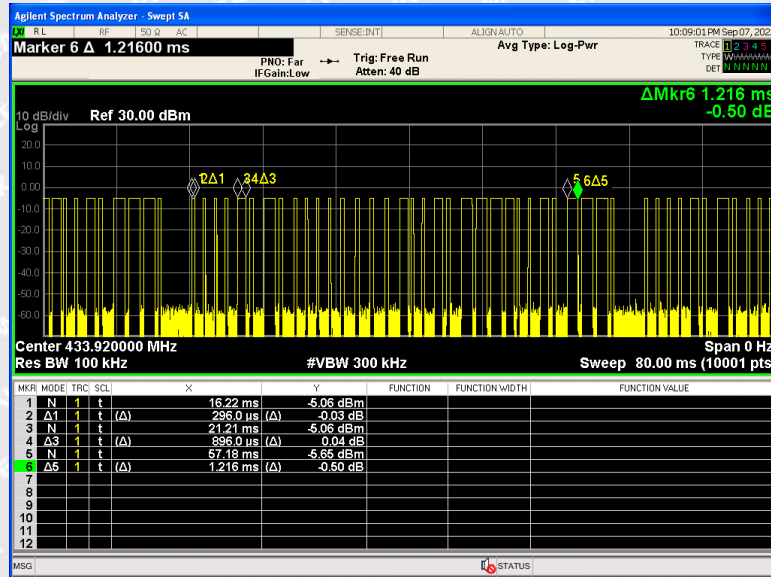 Agilent Spectrum Analyzer - Swept SA
LXI RL RF 50 Ω AC SENSE:INT ALIGN AUTO 10:09:01 PM Sep 07, 202
Marker 6 Δ 1.21600 ms Avg Type: Log-Pwr TRACE 1 2 3 4 5
PNO: Far Trig: Free Run TYPE
IFGain:Low Atten: 40 dB DET N N N N N
ΔMkr6 1.216 ms
10 dB/div Ref 30.00 dBm -0.50 dB
Log
20.0
10.0
0.00 2Δ1 3 4Δ3 5 6Δ5
-10.0
-20.0
-30.0
-40.0
-50.0
-60.0
Center 433.920000 MHz Span 0 Hz
Res BW 100 kHz #VBW 300 kHz Sweep 80.00 ms (10001 pts
MKR MODE TRC SCL X Y FUNCTION FUNCTION WIDTH FUNCTION VALUE
1 N 1 t 16.22 ms -5.06 dBm
2 Δ1 1 t (Δ) 296.0 µs (Δ) -0.03 dB
3 N 1 t 21.21 ms -5.06 dBm
4 Δ3 1 t (Δ) 896.0 µs (Δ) 0.04 dB
5 N 1 t 57.18 ms -5.65 dBm
6 Δ5 1 t (Δ) 1.216 ms (Δ) -0.50 dB
7
8
9
10
11
12
MSG STATUS